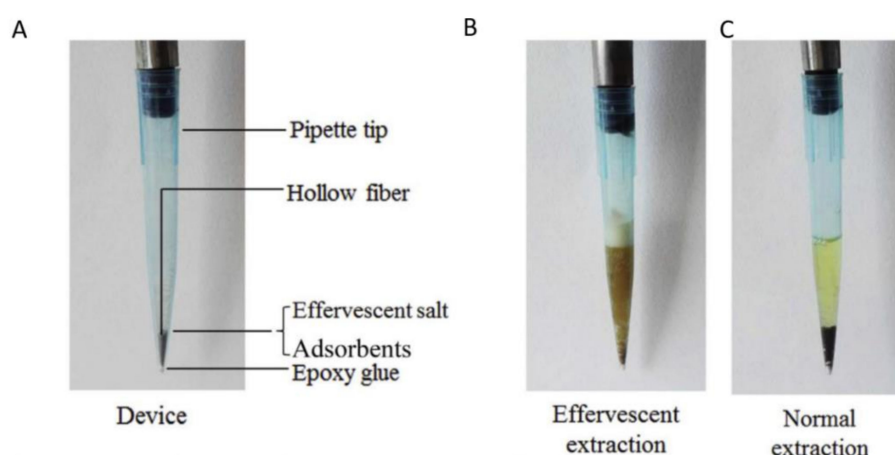 A
B
C
Pipette tip
Hollow fiber
Effervescent salt
Adsorbents
Epoxy glue
Device
Effervescent
extraction
Normal
extraction